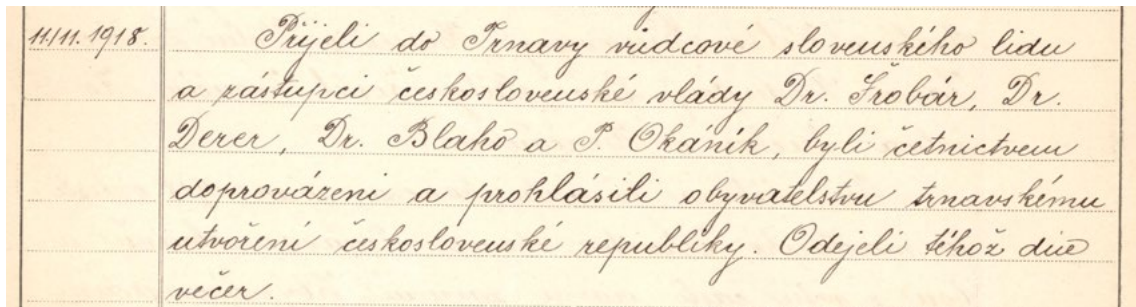 11/11. 1918. Přijeli do Trnavy vůdcové slovenského lidu
a zástupci československé vlády Dr. Šrobár, Dr.
Derer, Dr. Blaho a P. Okáník, byli četnictvem
doprovázeni a prohlásili obyvatelstvu trnavskému
utvoření československé republiky. Odejeli téhož dne
večer.